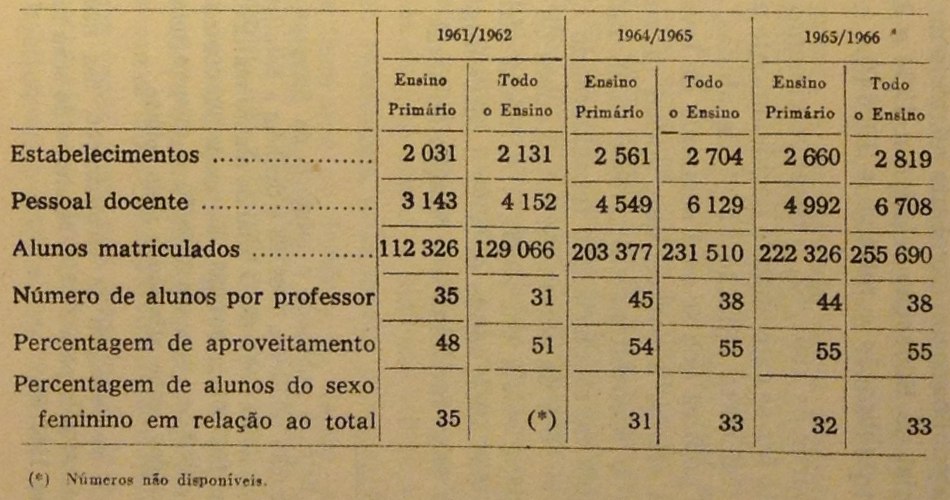 1961/1962 1964/1965 1965/1966 *
Ensino Todo Ensino Todo Ensino Todo
Primário o Ensino Primário o Ensino Primário o Ensino
Estabelecimentos .................... 2 031 2 131 2 561 2 704 2 660 2 819
Pessoal docente ...................... 3 143 4 152 4 549 6 129 4 992 6 708
Alunos matriculados ............... 112 326 129 066 203 377 231 510 222 326 255 690
Número de alunos por professor 35 31 45 38 44 38
Percentagem de aproveitamento 48 51 54 55 55 55
Percentagem de alunos do sexo
feminino em relação ao total 35 (*) 31 33 32 33
(*) Números não disponíveis.